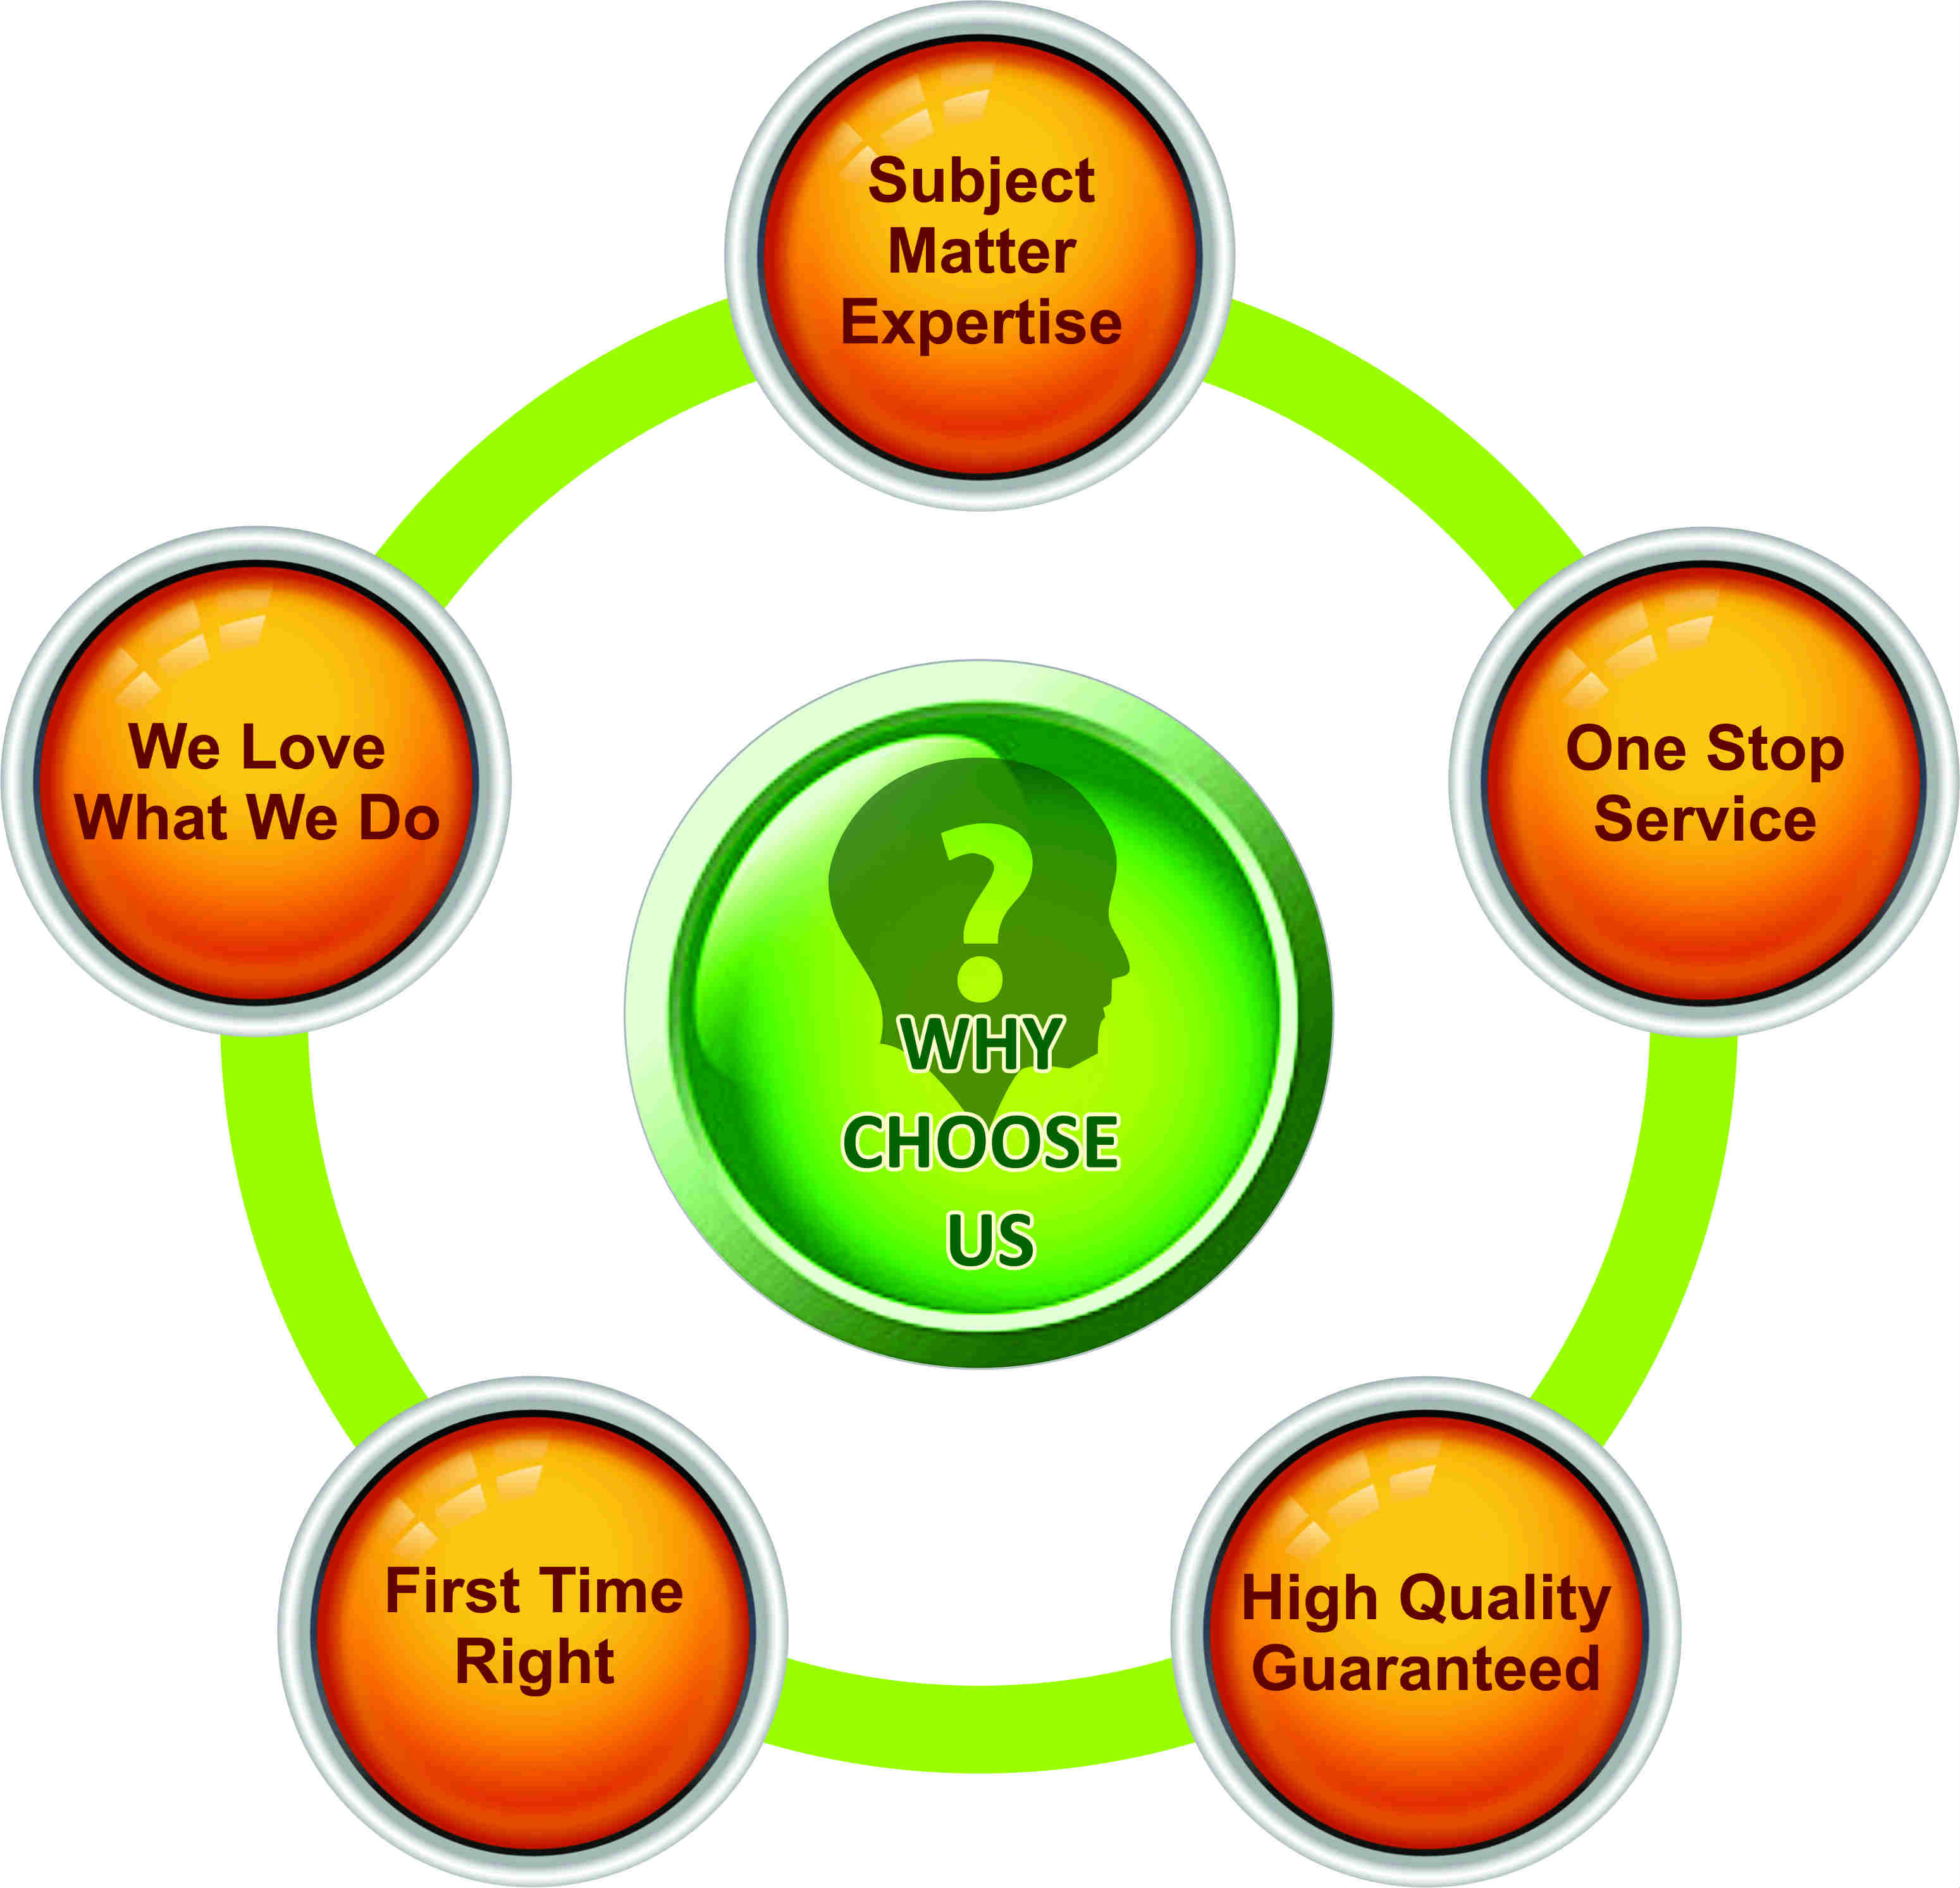 Subject
Matter
Expertise
We Love
What We Do
One Stop
Service
?
WHY
CHOOSE
US
First Time
Right
High Quality
Guaranteed